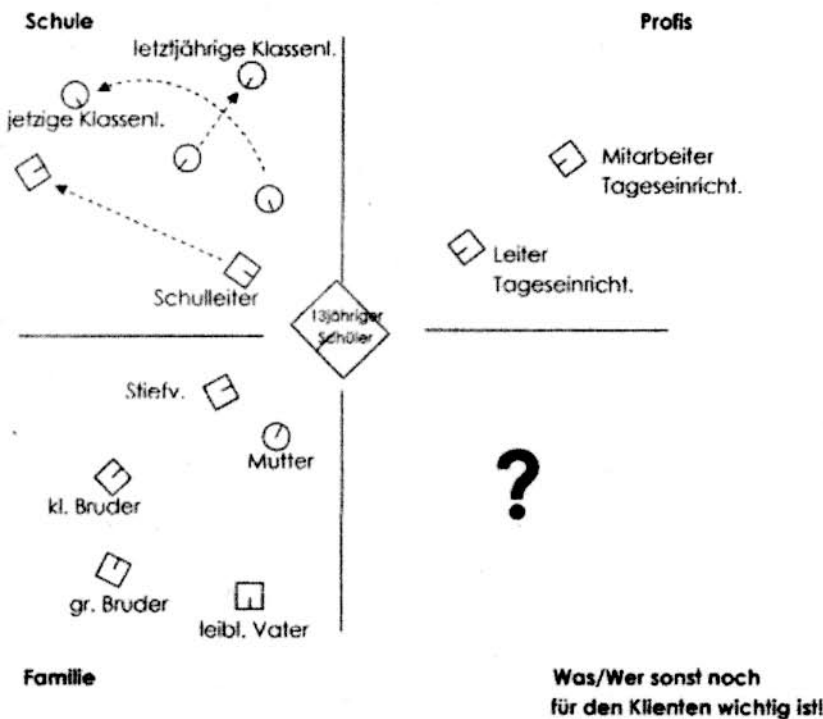 Schule
Profis
letztjährige Klassenl.
jetzige Klassenl.
Mitarbeiter
Tageseinricht.
Leiter
Tageseinricht.
Schulleiter
13jähriger
Schüler
Stiefv.
Mutter
kl. Bruder
gr. Bruder
leibl. Vater
?
Familie
Was/Wer sonst noch
für den Klienten wichtig ist!